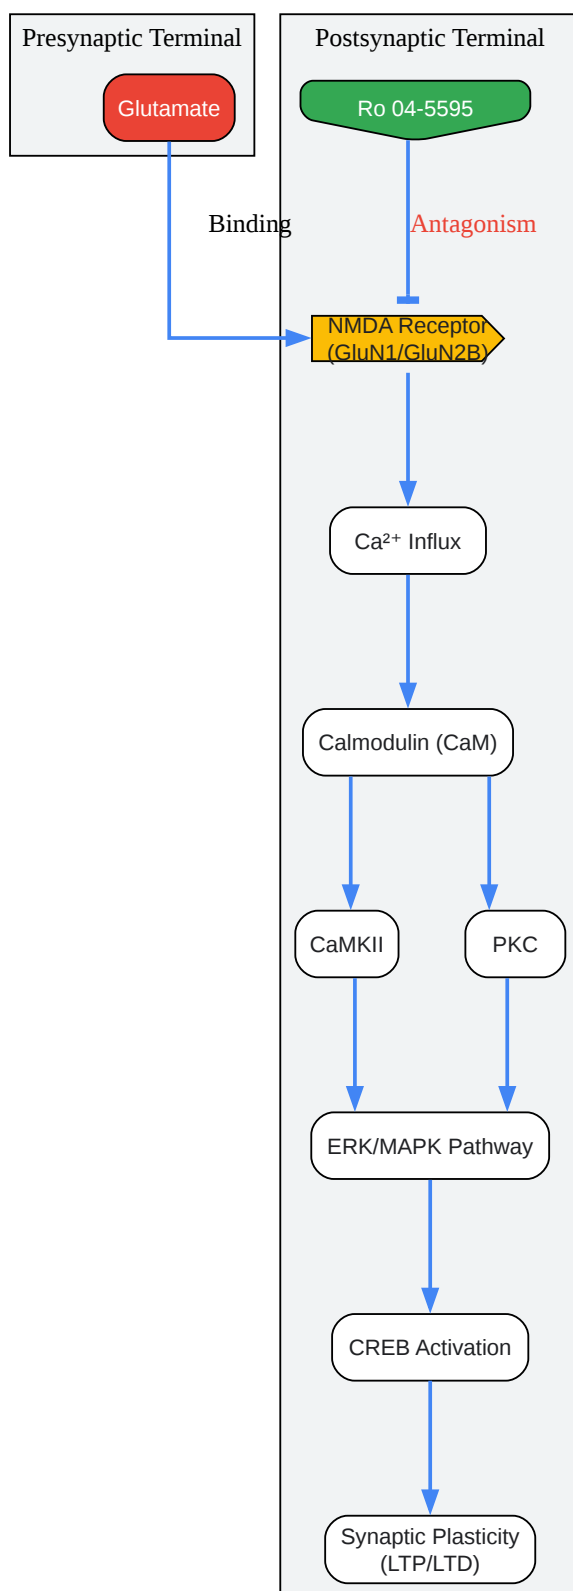 Presynaptic Terminal
Postsynaptic Terminal
Glutamate
Ro 04-5595
Binding
Antagonism
NMDA Receptor
(GluN1/GluN2B)
Ca²⁺ Influx
Calmodulin (CaM)
CaMKII
PKC
ERK/MAPK Pathway
CREB Activation
Synaptic Plasticity
(LTP/LTD)